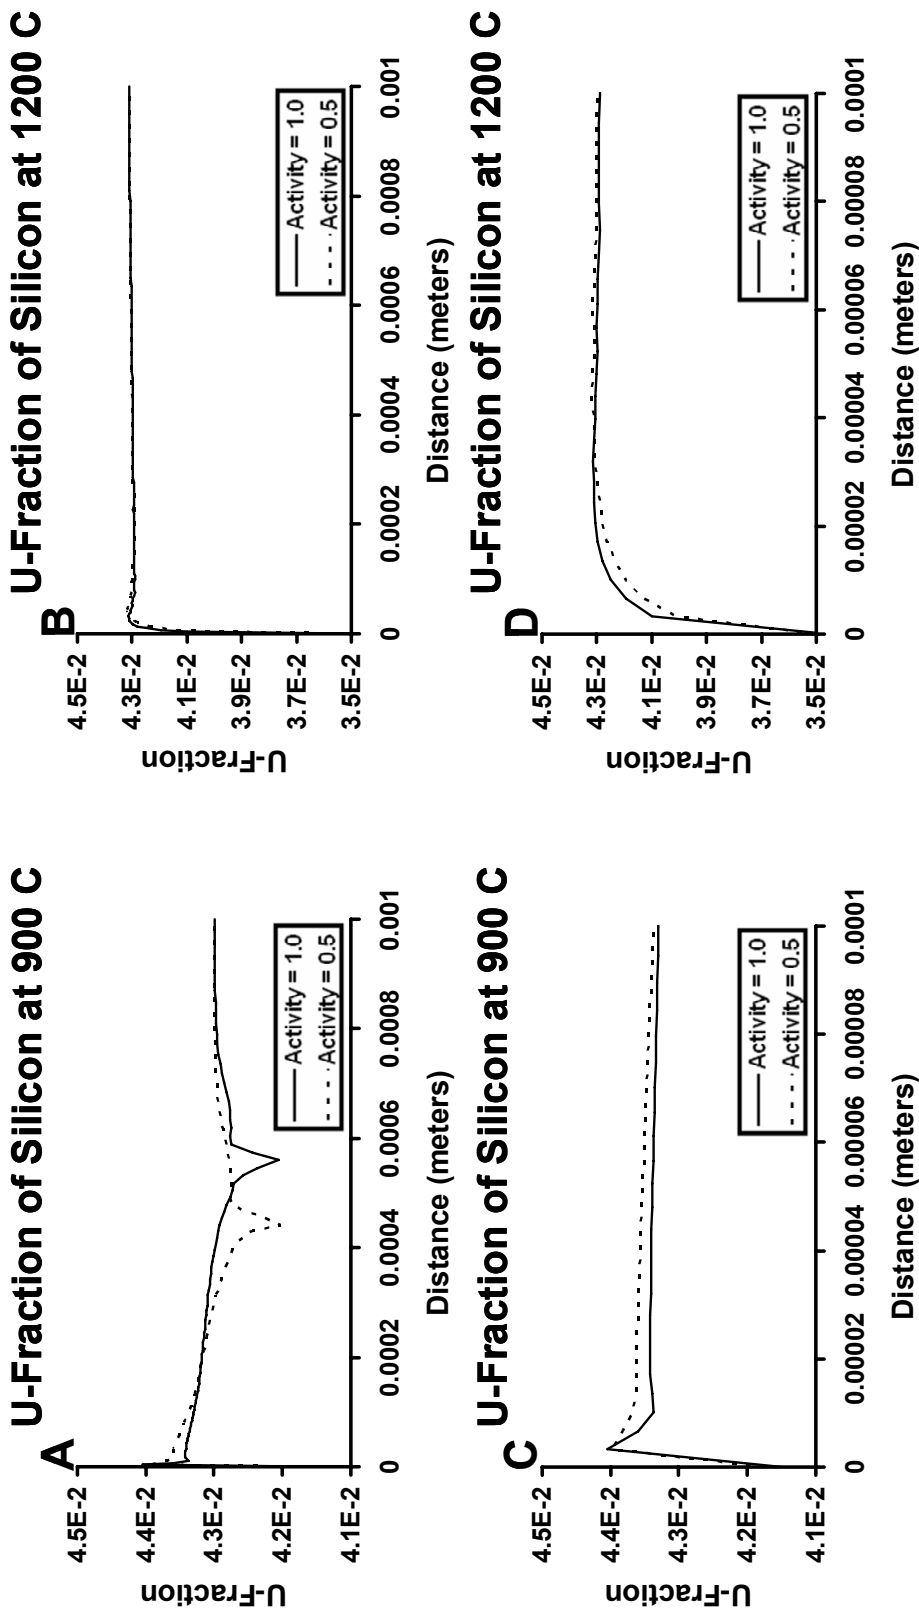 U-Fraction of Silicon at 900 C
A
4.5E-2
4.4E-2
4.3E-2
4.2E-2
4.1E-2
U-Fraction
0
0.0002
0.0004
0.0006
0.0008
0.001
Distance (meters)
Activity = 1.0
Activity = 0.5
U-Fraction of Silicon at 1200 C
B
4.5E-2
4.3E-2
4.1E-2
3.9E-2
3.7E-2
3.5E-2
U-Fraction
0
0.0002
0.0004
0.0006
0.0008
0.001
Distance (meters)
Activity = 1.0
Activity = 0.5
U-Fraction of Silicon at 900 C
C
4.5E-2
4.4E-2
4.3E-2
4.2E-2
4.1E-2
U-Fraction
0
0.00002
0.00004
0.00006
0.00008
0.0001
Distance (meters)
Activity = 1.0
Activity = 0.5
U-Fraction of Silicon at 1200 C
D
4.5E-2
4.3E-2
4.1E-2
3.9E-2
3.7E-2
3.5E-2
U-Fraction
0
0.00002
0.00004
0.00006
0.00008
0.0001
Distance (meters)
Activity = 1.0
Activity = 0.5